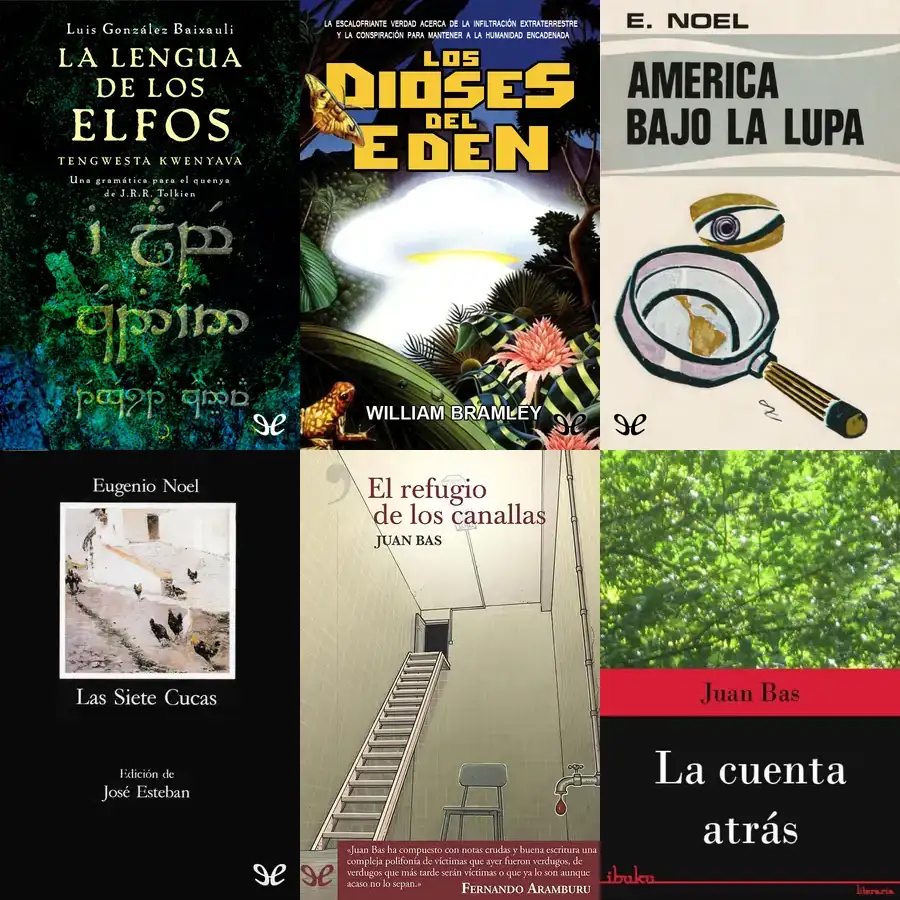 Luis González Baixauli
LA LENGUA
DE LOS
ELFOS
TENGWESTA KWENYAVA
Una gramática para el quenya
de J.R.R. Tolkien
LA ESCALOFRIANTE VERDAD ACERCA DE LA INFILTRACIÓN EXTRATERRESTRE
Y LA CONSPIRACIÓN PARA MANTENER A LA HUMANIDAD ENCADENADA
LOS
DIOSES
DEL
EDEN
WILLIAM BRAMLEY
E. NOEL
AMERICA
BAJO LA LUPA
Eugenio Noel
Las Siete Cucas
Edición de
José Esteban
El refugio
de los canallas
JUAN BAS
«Juan Bas ha compuesto con notas crudas y buena escritura una
compleja polifonía de víctimas que ayer fueron verdugos, de
verdugos que más tarde serán víctimas o que ya lo son aunque
acaso no lo sepan.»
FERNANDO ARAMBURU
Juan Bas
La cuenta
atrás
ibuku
literaria